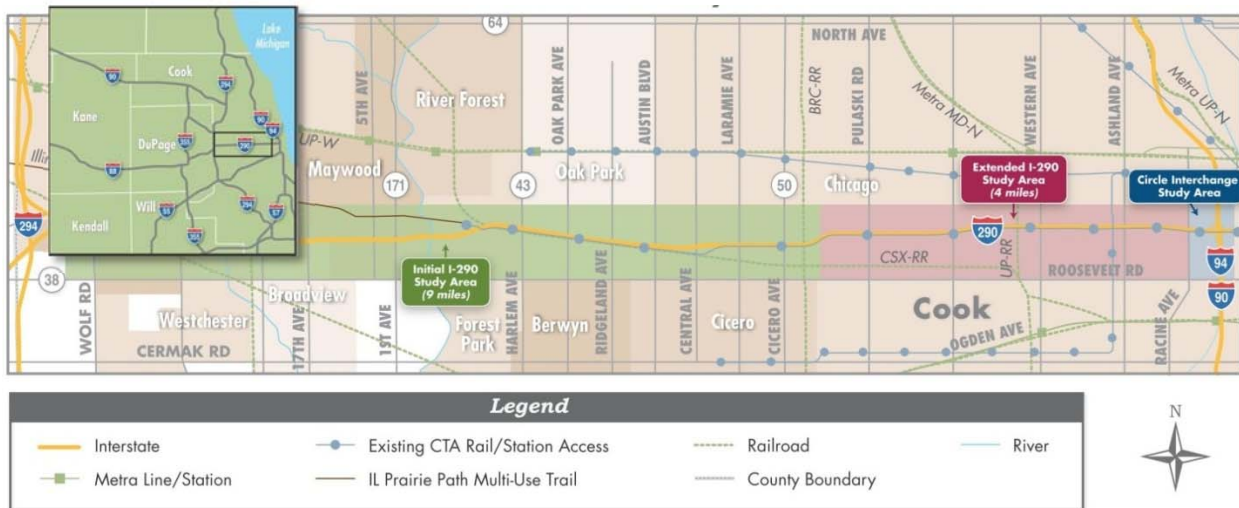 Lake
Michigan
90
Cook
294
Kane
90
94
DuPage
355
290
88
Will
55
294
57
Kendall
355
64
NORTH AVE
5TH AVE
River Forest
OAK PARK AVE
AUSTIN BLVD
LARAMIE AVE
BRC-RR
PULASKI RD
Metra MD-N
WESTERN AVE
ASHLAND AVE
Metra UP-N
UP-W
Maywood
171
43
Oak Park
50
Chicago
Extended I-290
Study Area
(4 miles)
Circle Interchange
Study Area
294
290
94
Initial I-290
Study Area
(9 miles)
CSX-RR
UP-RR
ROOSEVELT RD
38
90
WOLF RD
Westchester
Broadview
CERMAK RD
17TH AVE
1ST AVE
Forest
Park
HARLEM AVE
Berwyn
RIDGELAND AVE
CENTRAL AVE
Cicero
CICERO AVE
Cook
OGDEN AVE
RACINE AVE
Legend
Interstate
Existing CTA Rail/Station Access
Railroad
River
Metra Line/Station
IL Prairie Path Multi-Use Trail
County Boundary
N